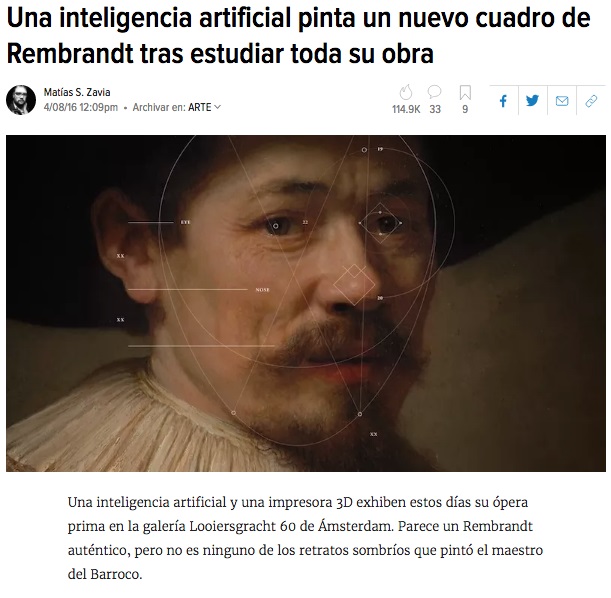 Una inteligencia artificial pinta un nuevo cuadro de
Rembrandt tras estudiar toda su obra
Matías S. Zavia
4/08/16 12:09pm • Archivar en: ARTE
114.9K 33 9
EYE
22
XX
NOSE
XX
XX
Una inteligencia artificial y una impresora 3D exhiben estos días su ópera
prima en la galería Looiersgracht 60 de Ámsterdam. Parece un Rembrandt
auténtico, pero no es ninguno de los retratos sombríos que pintó el maestro
del Barroco.